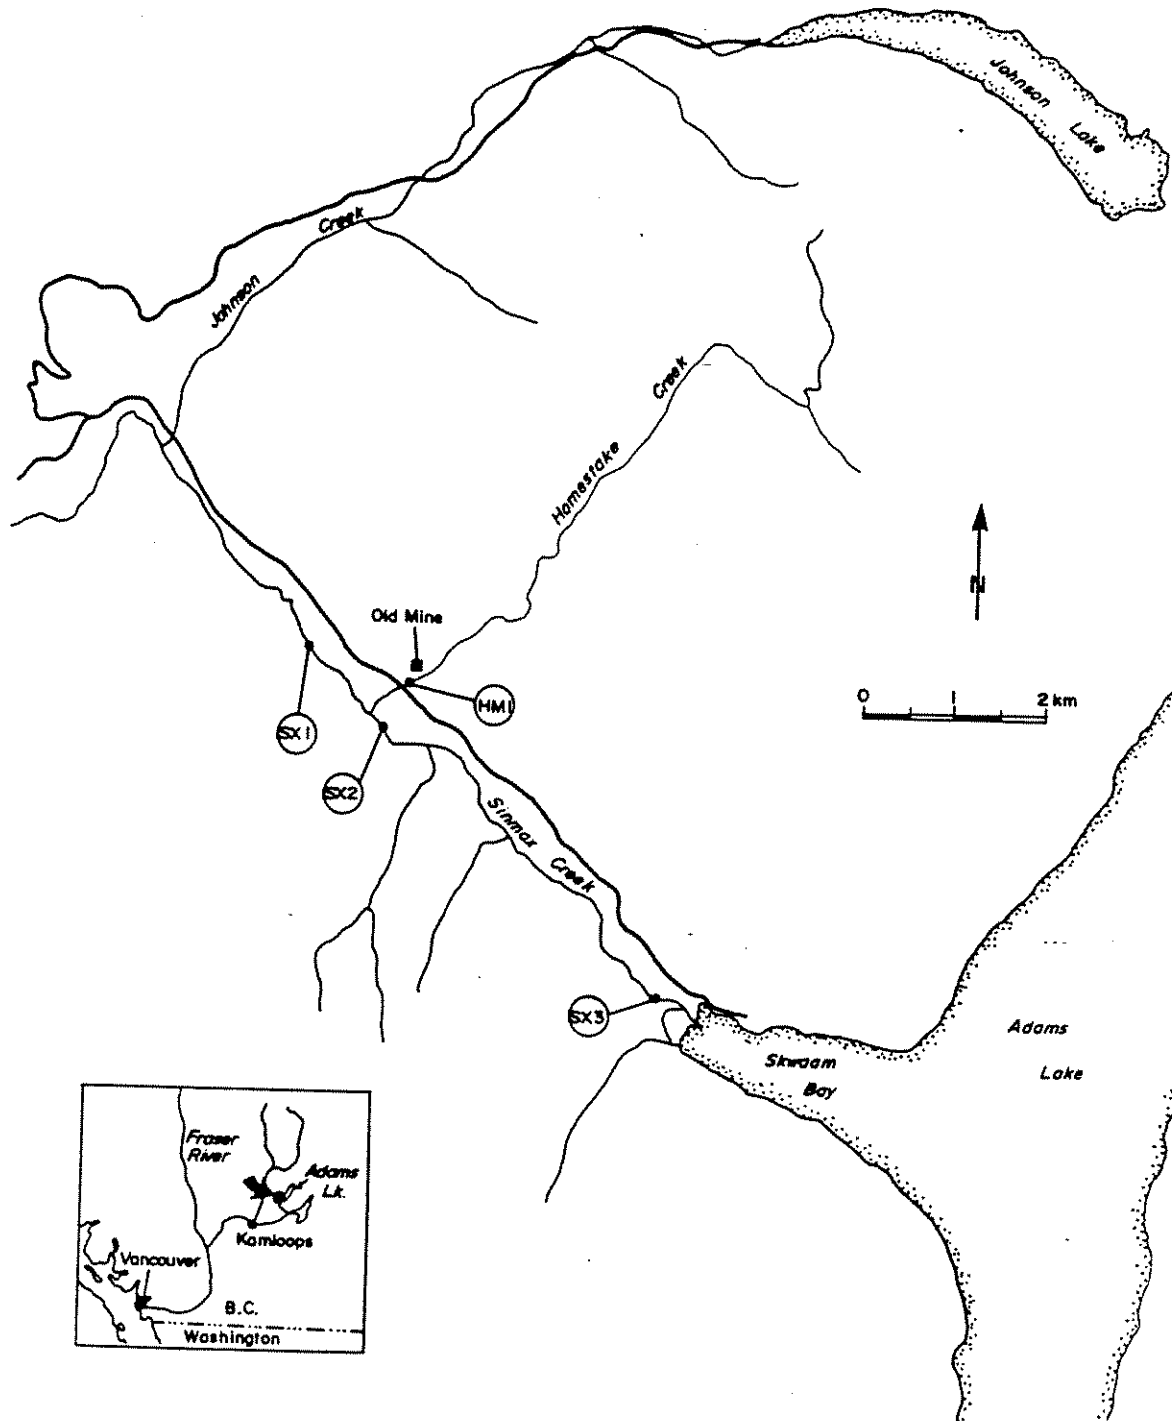 Johnson
Lake
Johnson
Creek
Homestake
Creek
Old Mine
N
0 1 2 km
HM1
SX1
SX2
Sinmax
Creek
SX3
Skwaam
Bay
Adams
Lake
Fraser
River
Adams
Lk.
Kamloops
Vancouver
B.C.
Washington